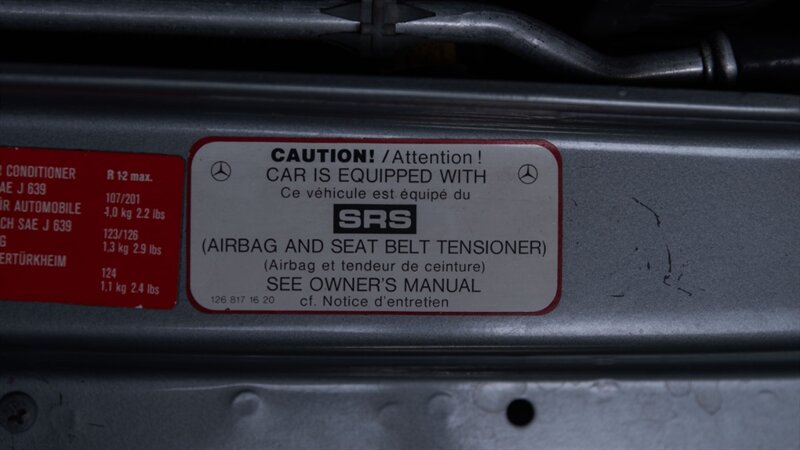 R CONDITIONER
AE J 639
ÜR AUTOMOBILE
CH SAE J 639
G
ERTÜRKHEIM
R 12 max.
107/201
1,0 kg 2.2 lbs
123/126
1,3 kg 2.9 lbs
124
1,1 kg 2.4 lbs
CAUTION! /Attention!
CAR IS EQUIPPED WITH
Ce véhicule est équipé du
SRS
(AIRBAG AND SEAT BELT TENSIONER)
(Airbag et tendeur de ceinture)
SEE OWNER'S MANUAL
126 817 16 20 cf. Notice d'entretien